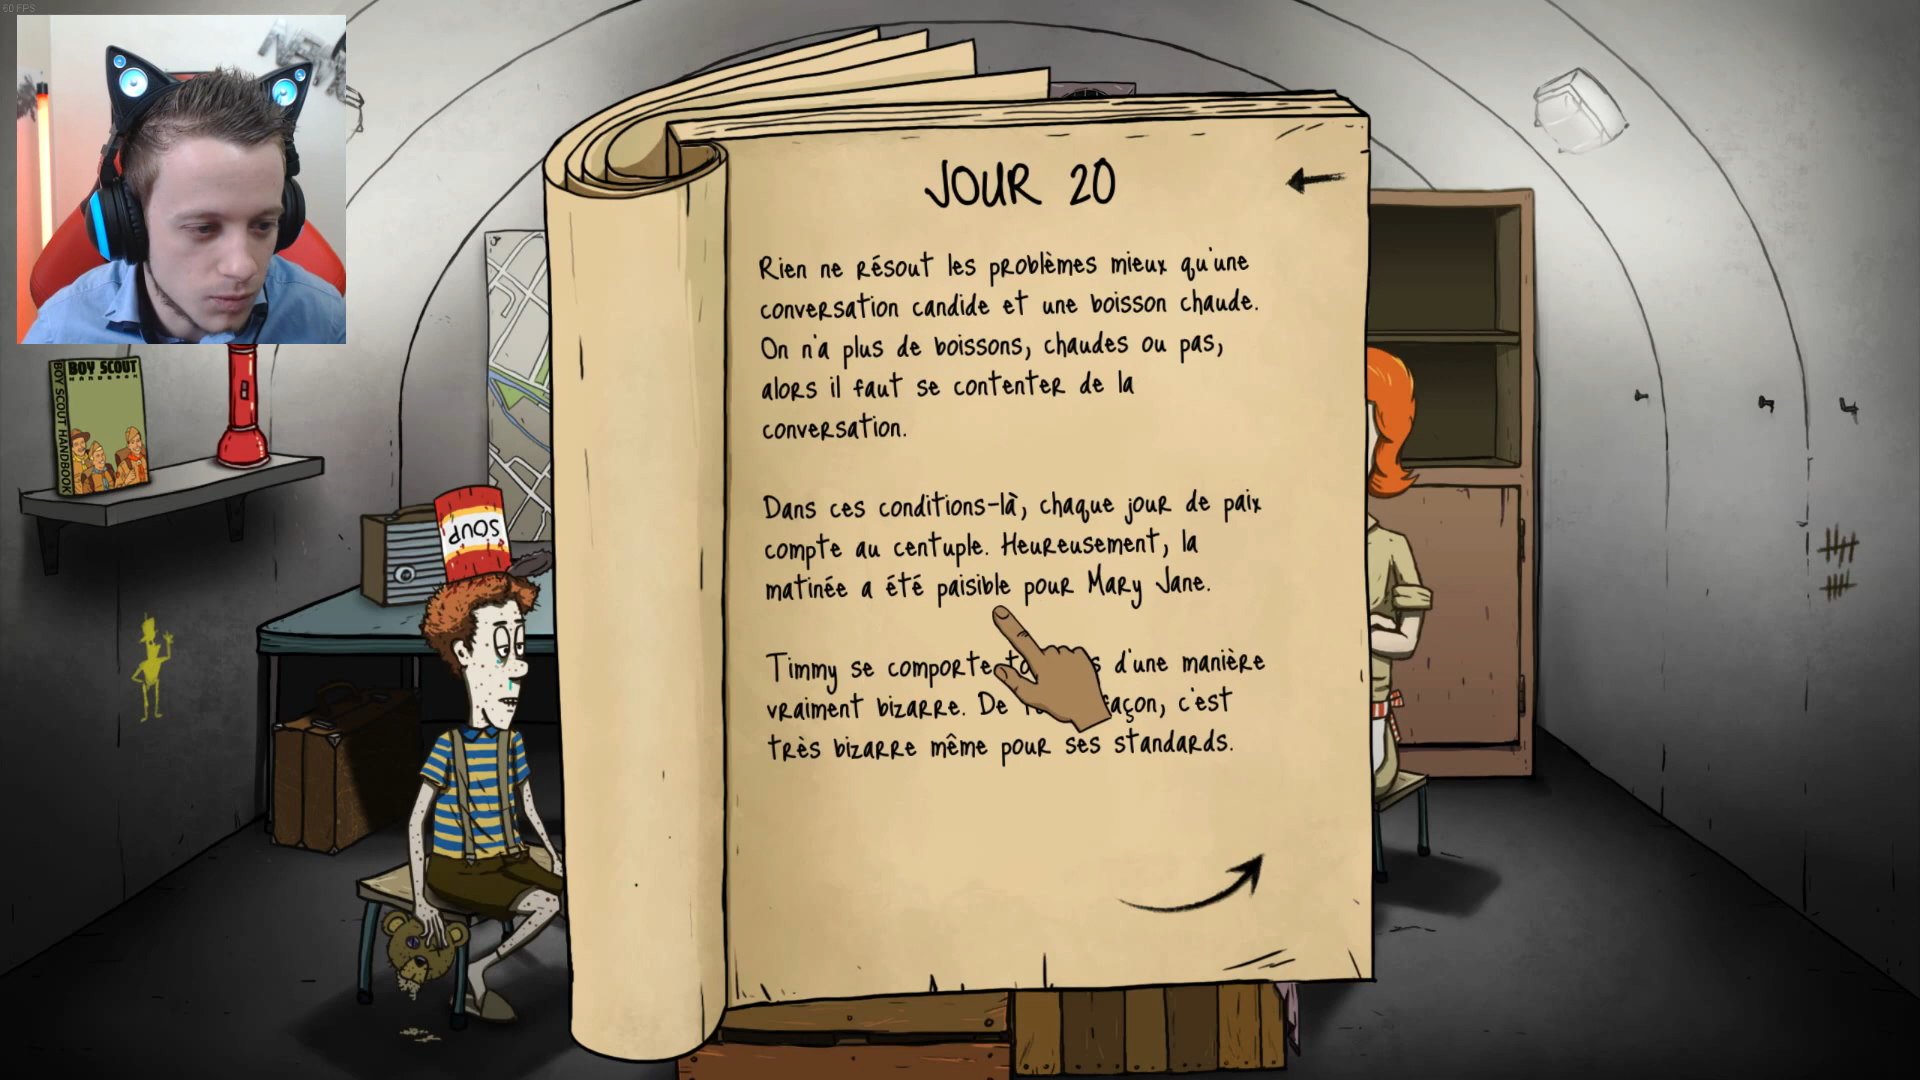 60 FPS
JOUR 20
Rien ne résout les problèmes mieux qu'une
conversation candide et une boisson chaude.
On n'a plus de boissons, chaudes ou pas,
alors il faut se contenter de la
conversation.
Dans ces conditions-là, chaque jour de paix
compte au centuple. Heureusement, la
matinée a été paisible pour Mary Jane.
Timmy se comporte d'une manière
vraiment bizarre. De façon, c'est
très bizarre même pour ses standards.
BOY SCOUT
HANDBOOK
BOY SCOUT HANDBOOK
SOUP